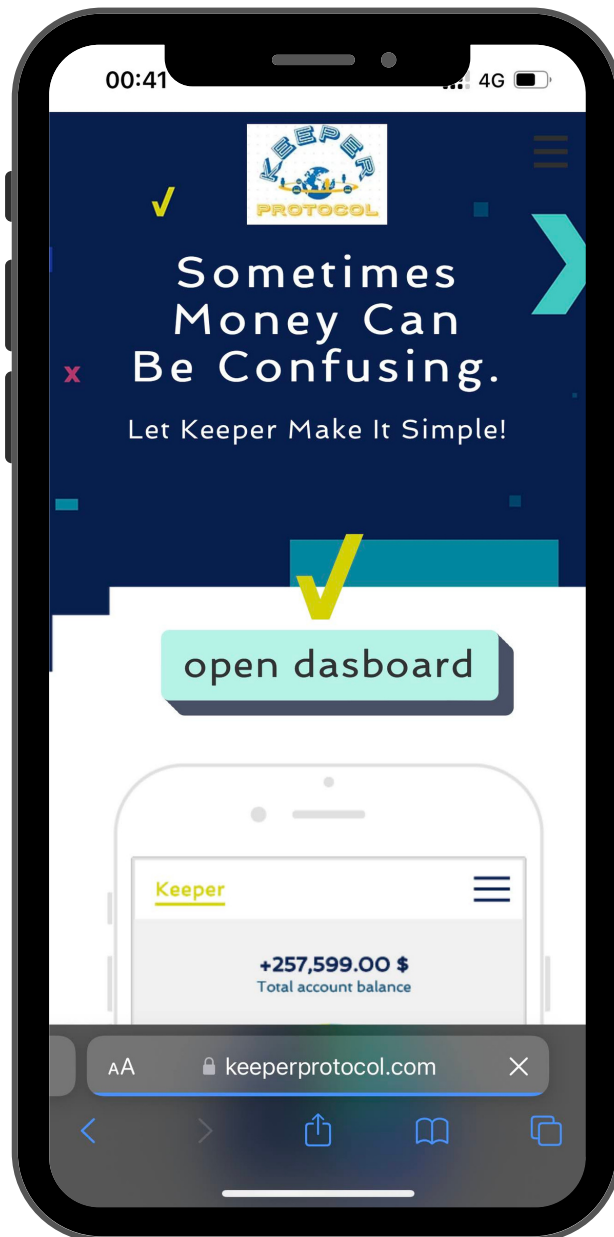 00:41
4G
KEEPER
PROTOCOL
Sometimes
Money Can
Be Confusing.
Let Keeper Make It Simple!
open dasboard
Keeper
+257,599.00 $
Total account balance
AA
keeperprotocol.com